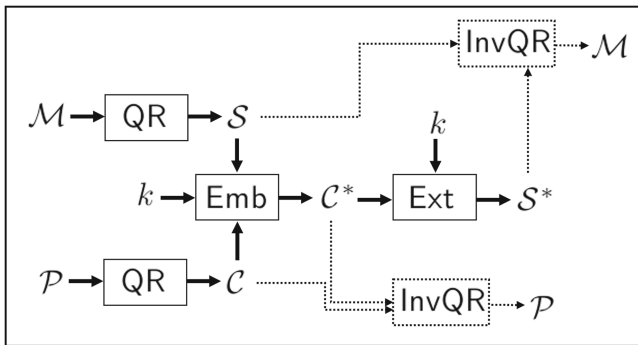 InvQR 𝓜
𝓜 QR 𝓢 k
k Emb 𝓒* Ext 𝓢*
𝓟 QR 𝓒 InvQR 𝓟